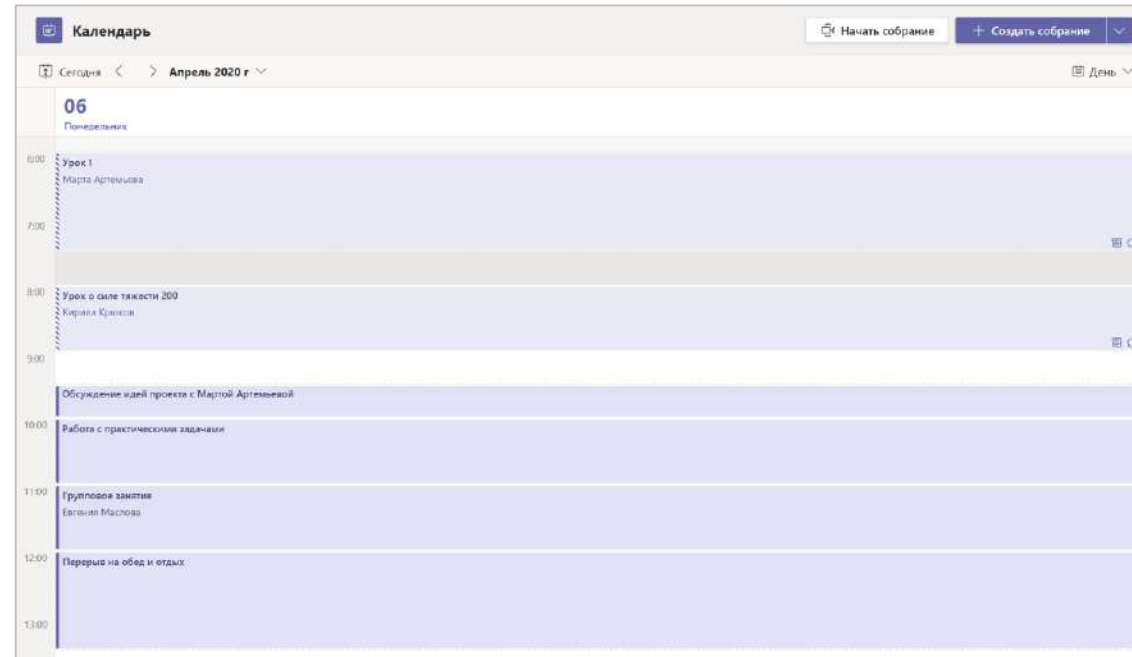 Календарь
Начать собрание
+ Создать собрание
Сегодня
Апрель 2020 г
День
06
Понедельник
6:00
Урок 1
Марта Артемьева
7:00
8:00
Урок о силе тяжести 200
Кирилл Крюков
9:00
Обсуждение идей проекта с Мартой Артемьевой
10:00
Работа с практическими задачами
11:00
Групповое занятие
Евгения Маслова
12:00
Перерыв на обед и отдых
13:00